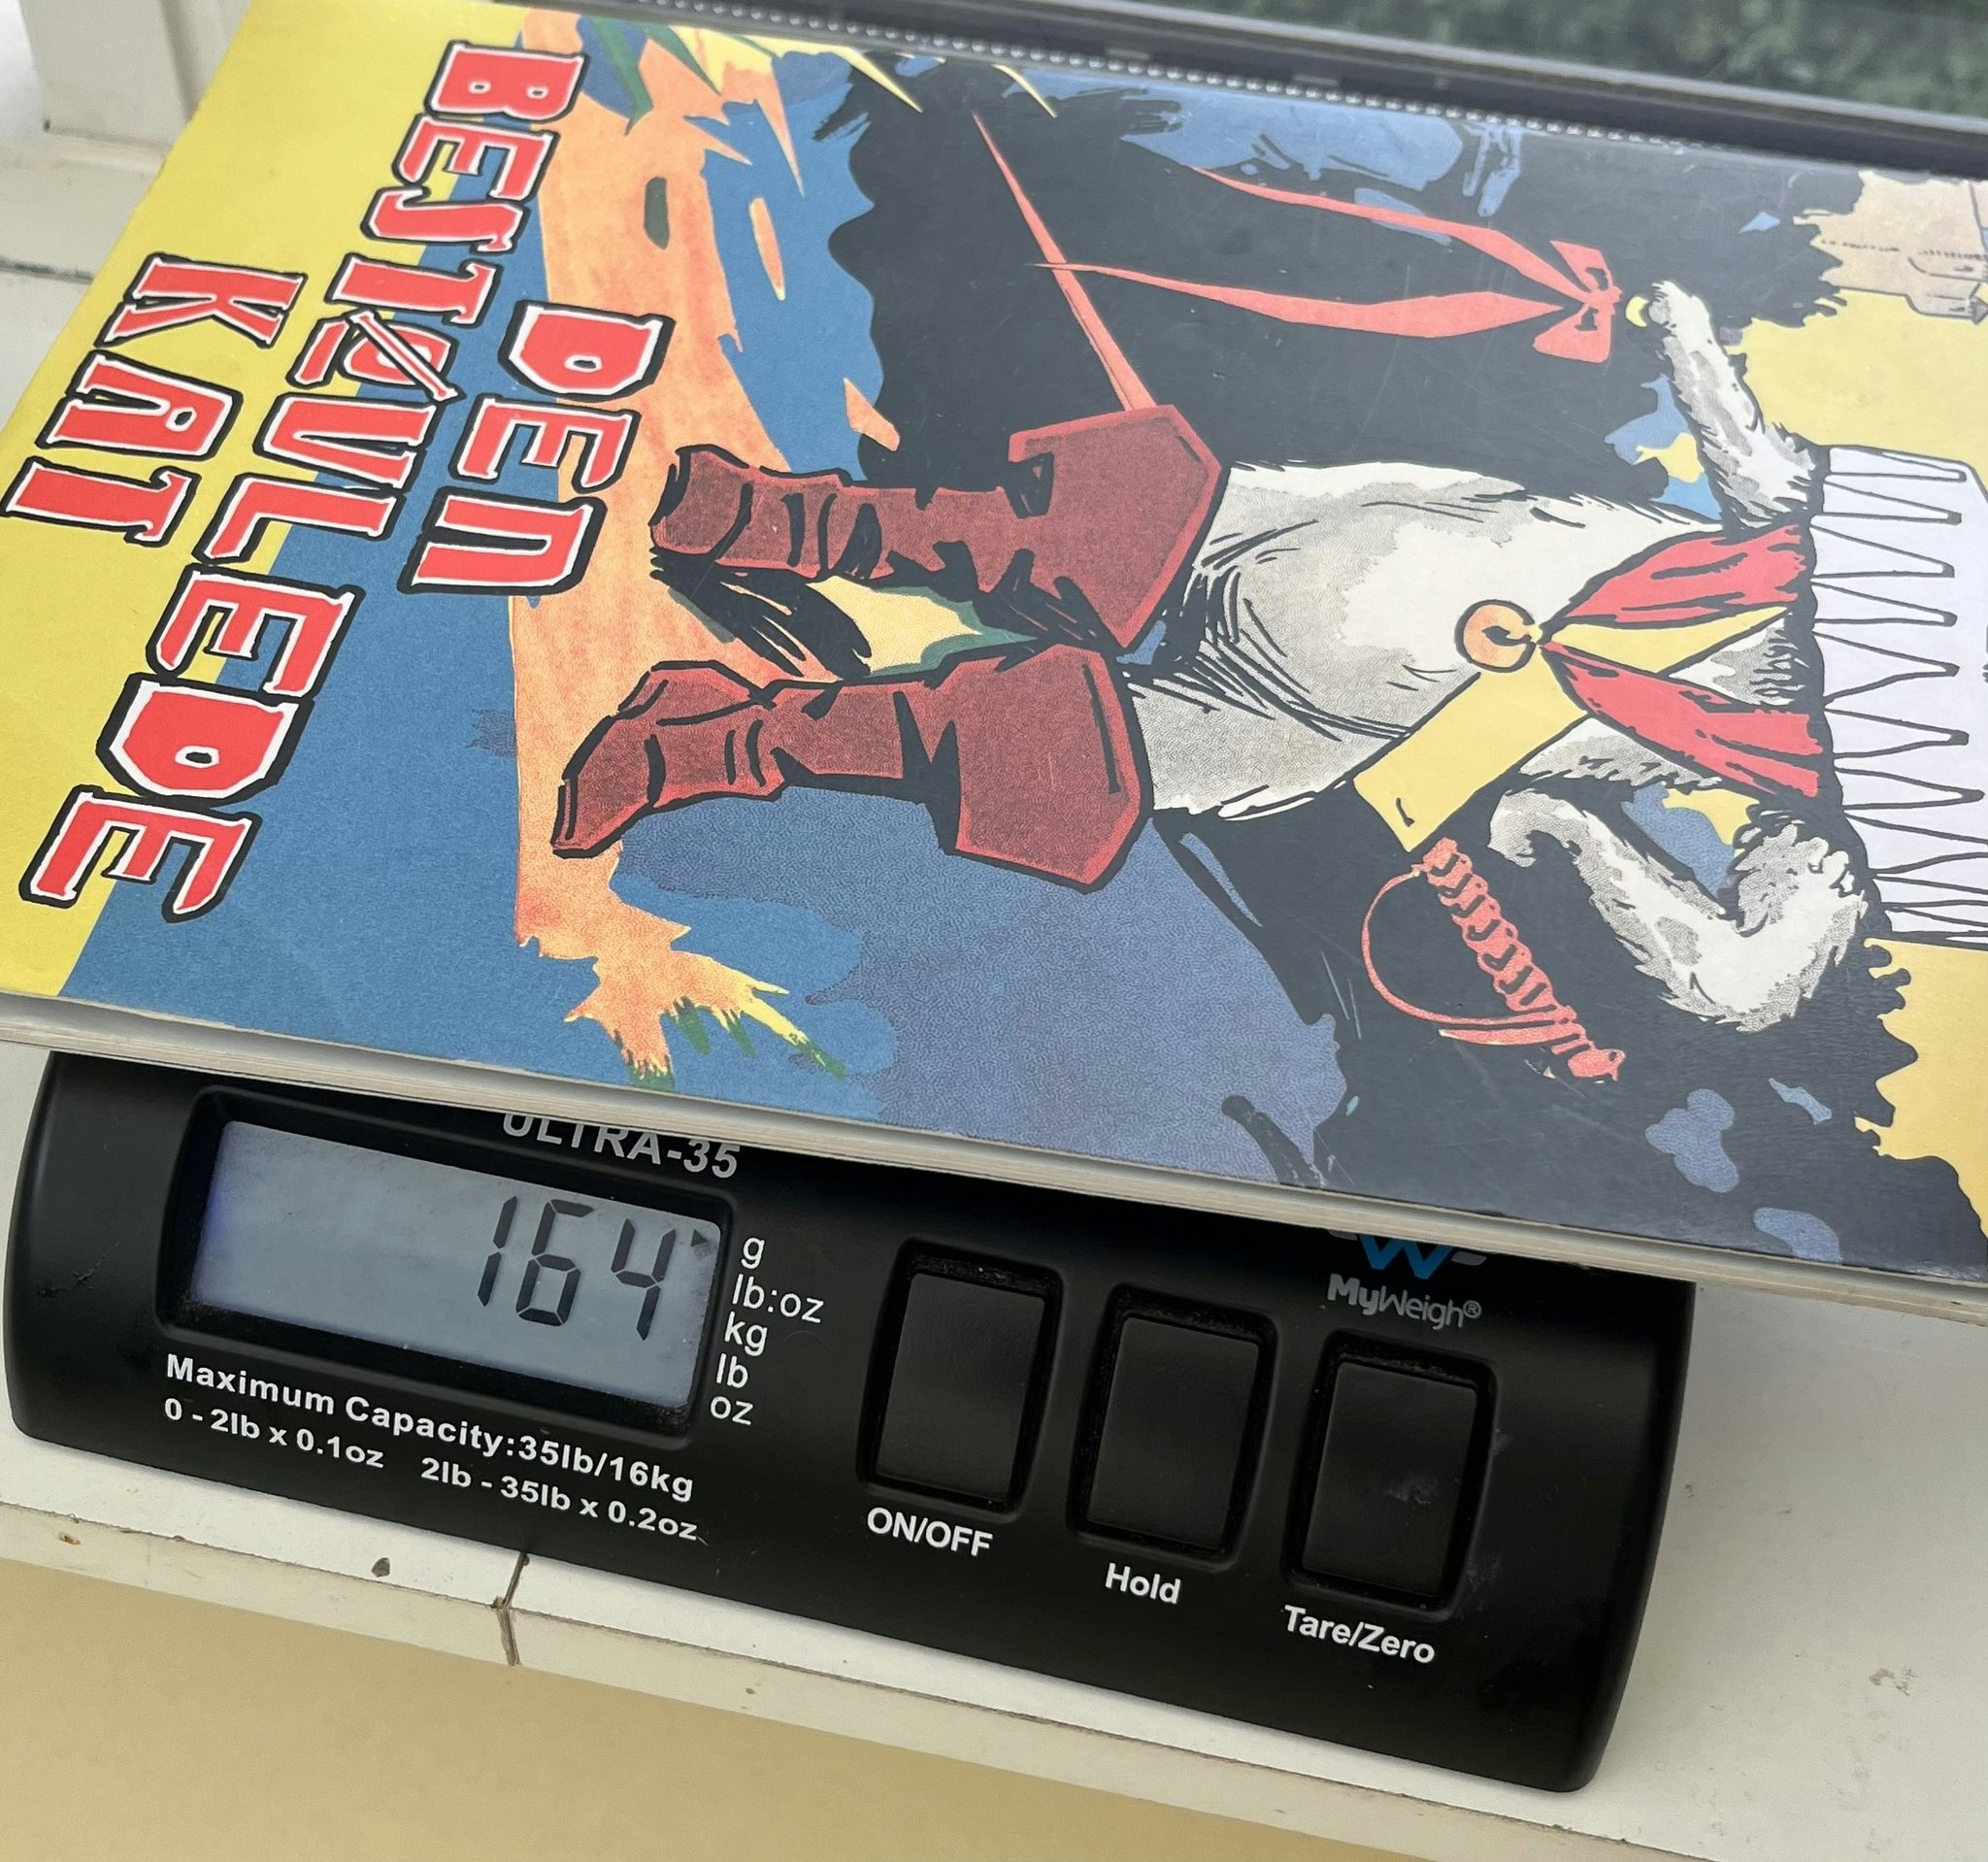 DEN
BESTØVLEDE
KAT
ULTRA-35
164
g
lb:oz
kg
lb
oz
MyWeigh®
Maximum Capacity:35lb/16kg
0 - 2lb x 0.1oz 2lb - 35lb x 0.2oz
ON/OFF
Hold
Tare/Zero